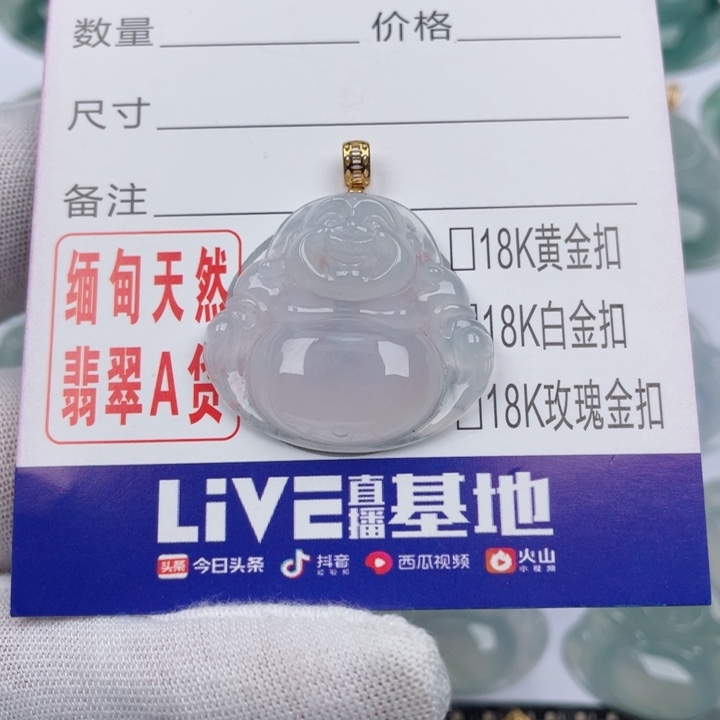 数量 价格
尺寸
备注
缅甸天然
翡翠A货
□18K黄金扣
□18K白金扣
□18K玫瑰金扣
LiVE直播基地
头条 今日头条 抖音 西瓜视频 火山
小视频